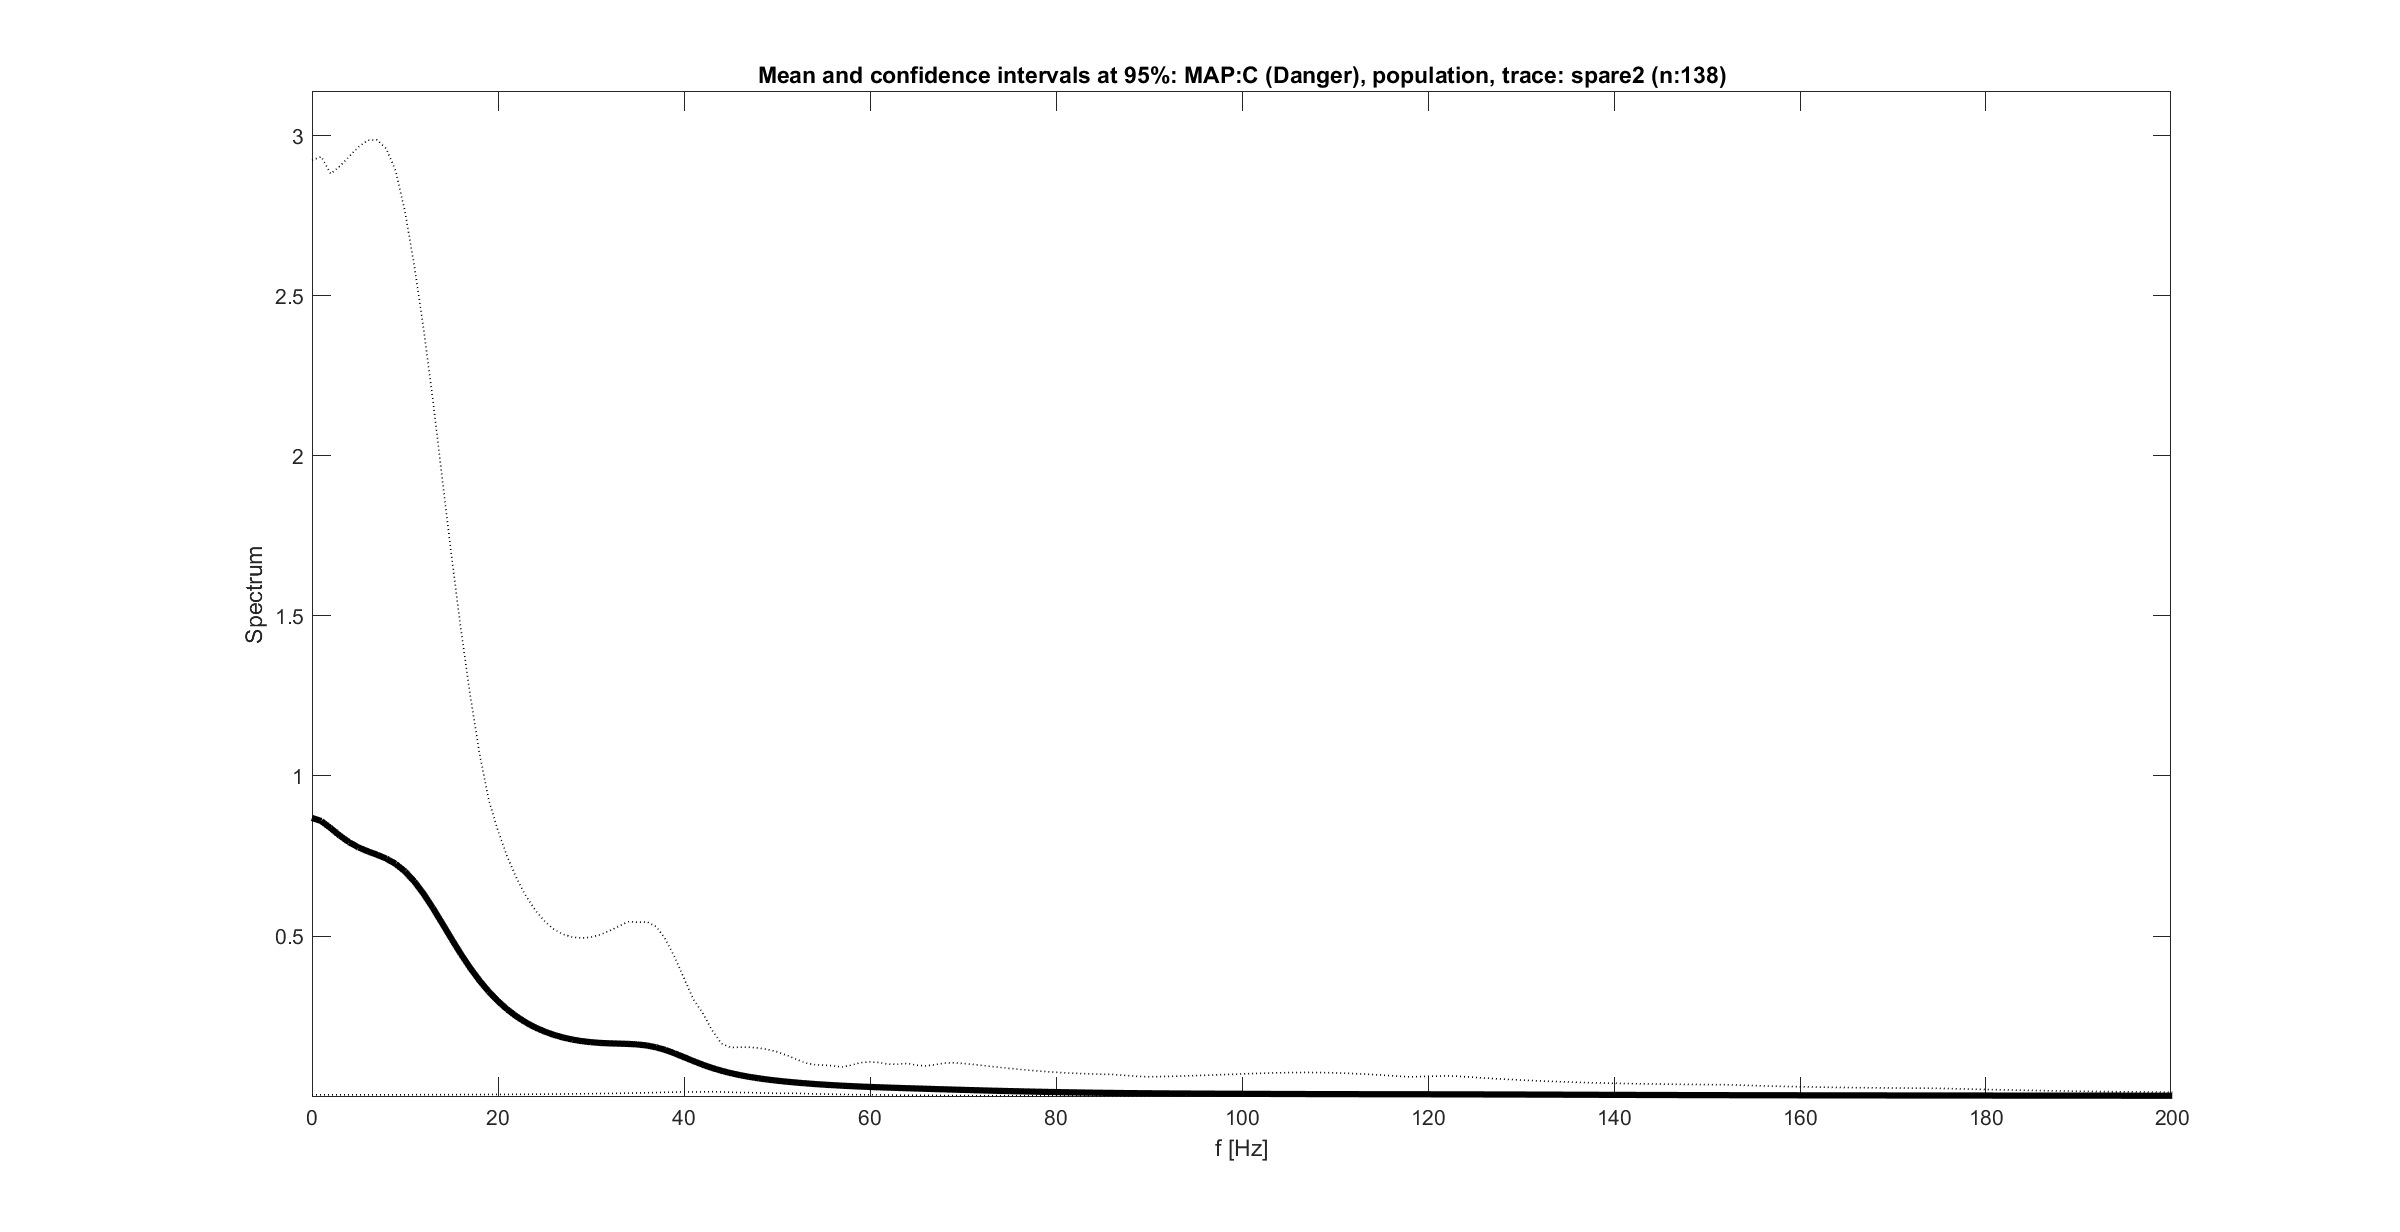 Mean and confidence intervals at 95%: MAP:C (Danger), population, trace: spare2 (n:138)
3
2.5
2
1.5
1
0.5
Spectrum
0 20 40 60 80 100 120 140 160 180 200
f [Hz]